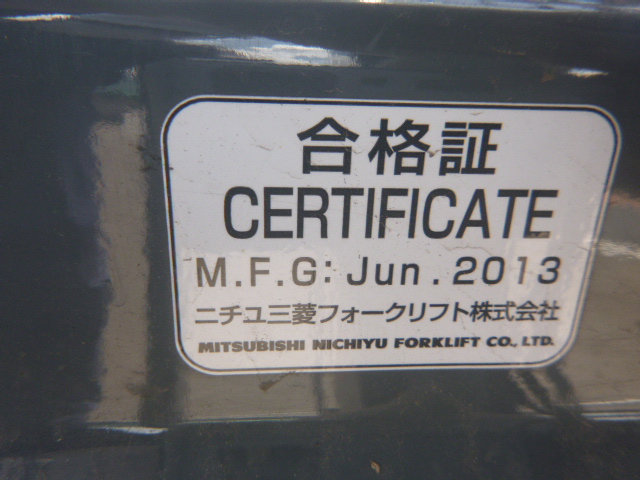 合格証
CERTIFICATE
M.F.G: Jun. 2013
ニチユ三菱フォークリフト株式会社
MITSUBISHI NICHIYU FORKLIFT CO., LTD.